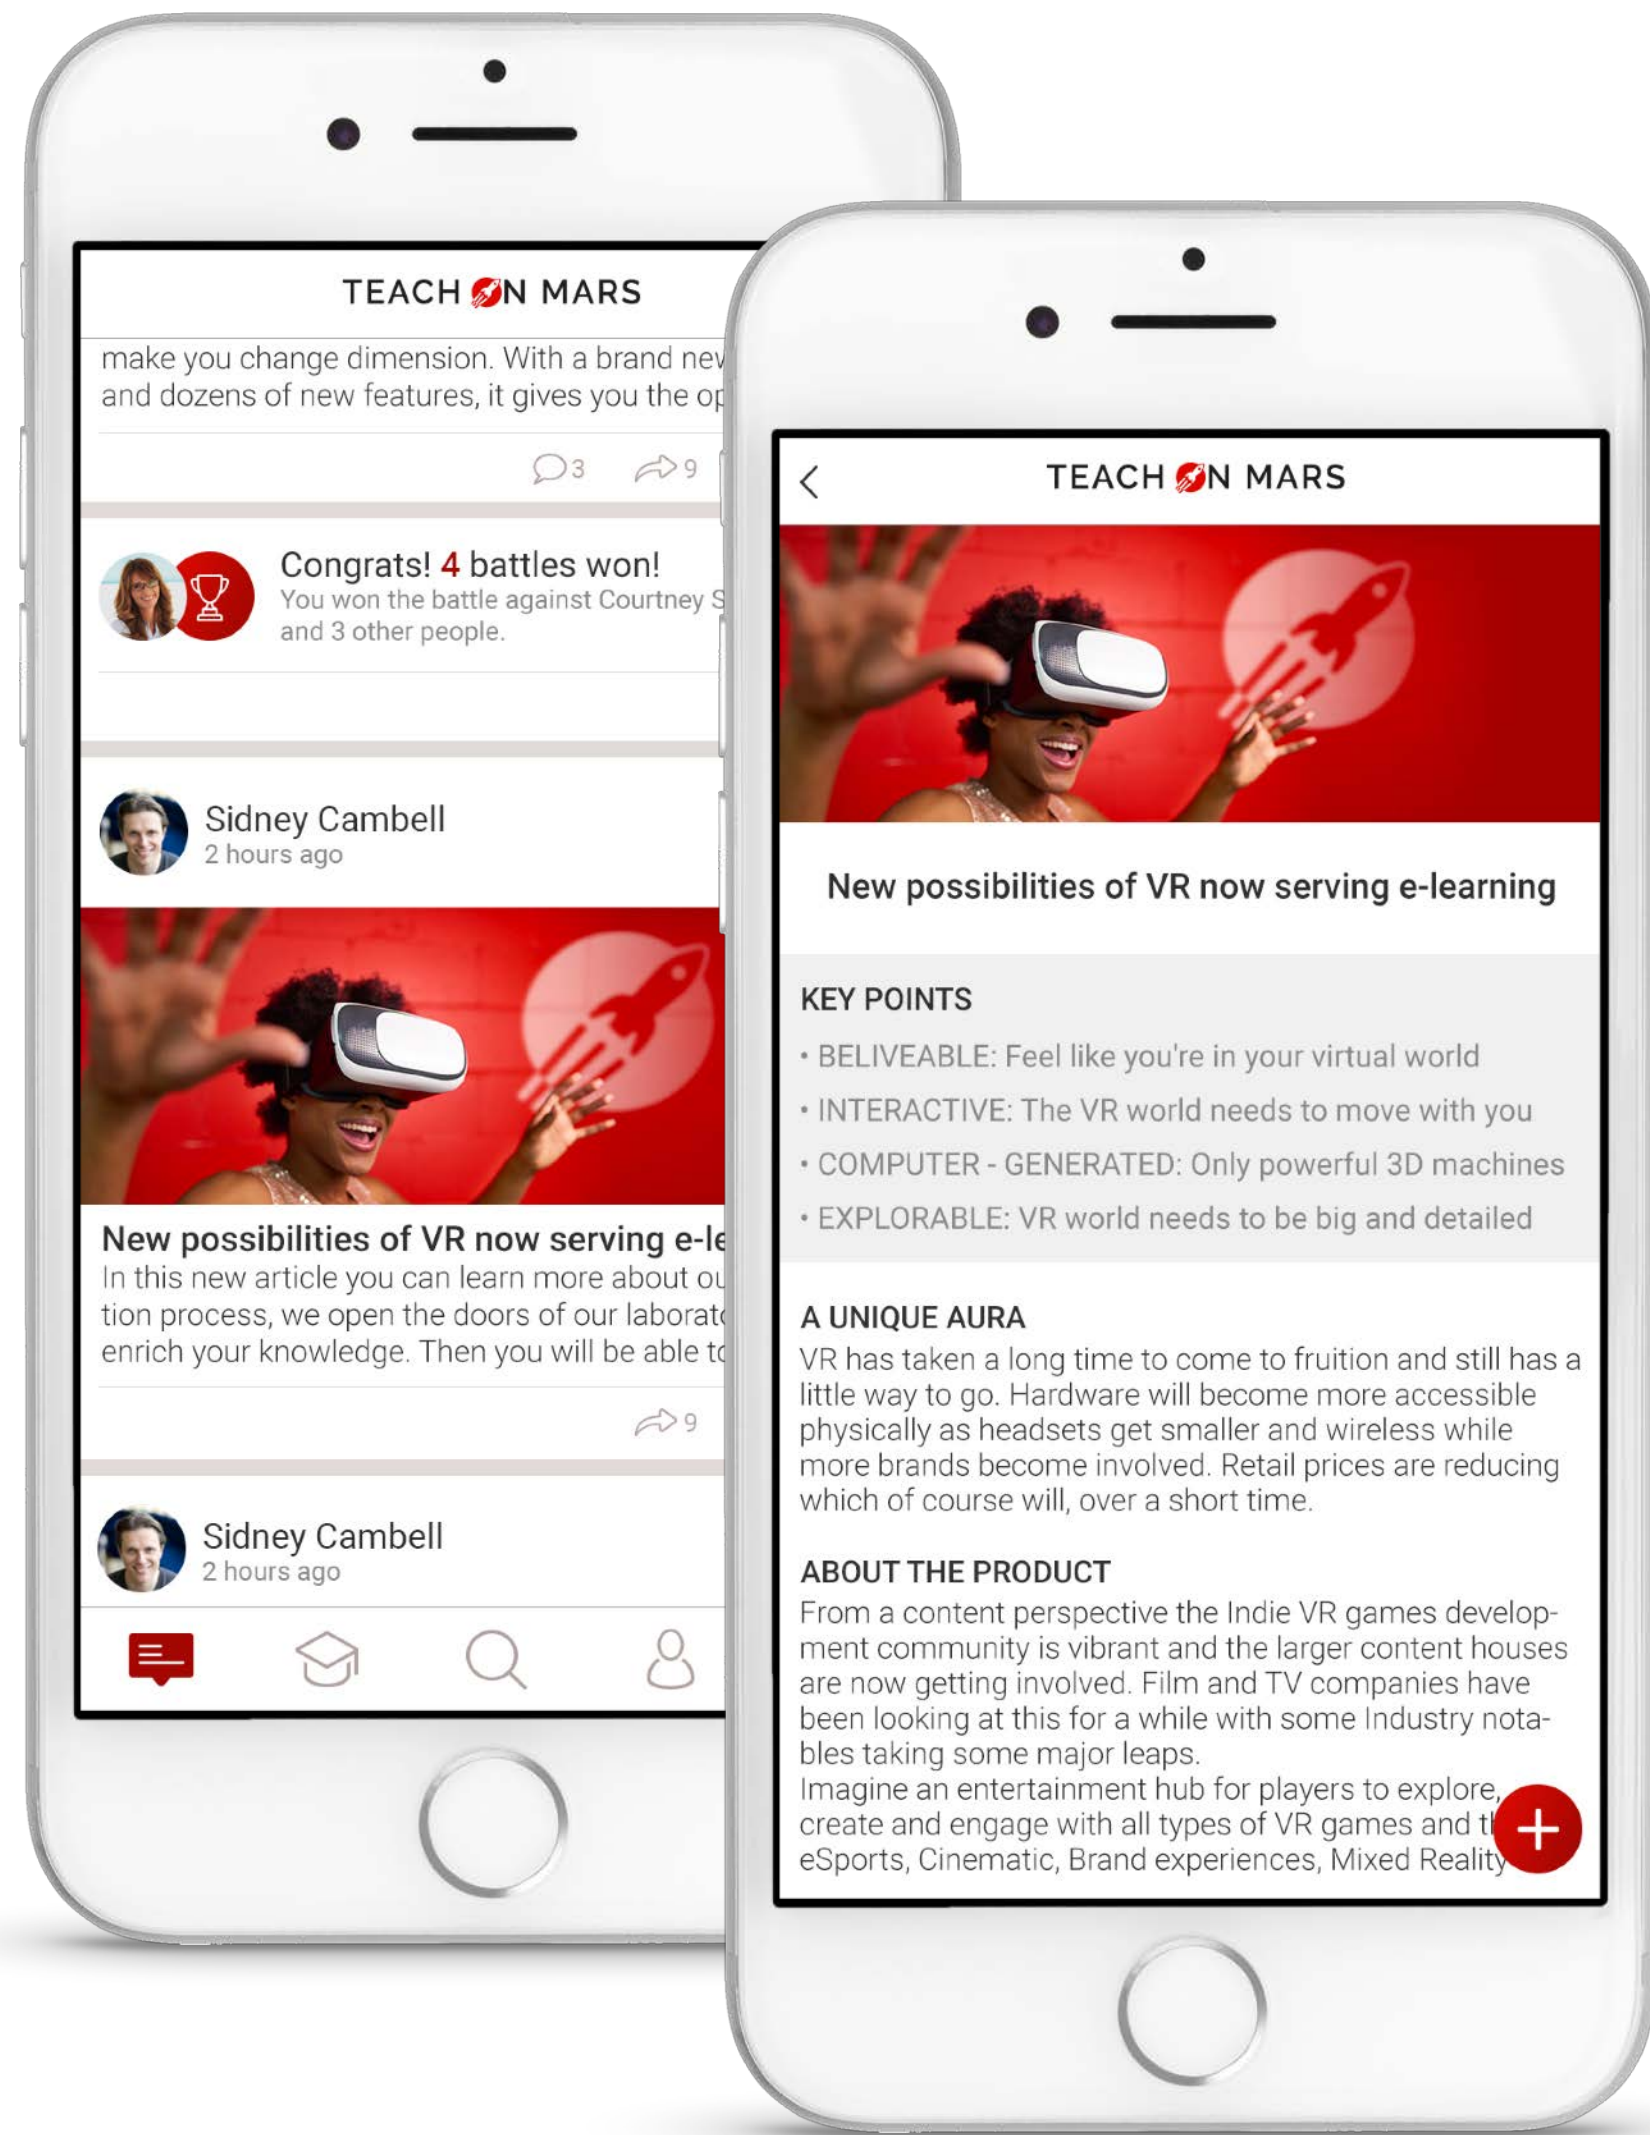 TEACH ON MARS
make you change dimension. With a brand new
and dozens of new features, it gives you the op
3 9
Congrats! 4 battles won!
You won the battle against Courtney S
and 3 other people.
Sidney Cambell
2 hours ago
New possibilities of VR now serving e-le
In this new article you can learn more about ou
tion process, we open the doors of our laborato
enrich your knowledge. Then you will be able to
9
Sidney Cambell
2 hours ago
TEACH ON MARS
New possibilities of VR now serving e-learning
KEY POINTS
• BELIVEABLE: Feel like you're in your virtual world
• INTERACTIVE: The VR world needs to move with you
• COMPUTER - GENERATED: Only powerful 3D machines
• EXPLORABLE: VR world needs to be big and detailed
A UNIQUE AURA
VR has taken a long time to come to fruition and still has a
little way to go. Hardware will become more accessible
physically as headsets get smaller and wireless while
more brands become involved. Retail prices are reducing
which of course will, over a short time.
ABOUT THE PRODUCT
From a content perspective the Indie VR games develop-
ment community is vibrant and the larger content houses
are now getting involved. Film and TV companies have
been looking at this for a while with some Industry nota-
bles taking some major leaps.
Imagine an entertainment hub for players to explore,
create and engage with all types of VR games and
eSports, Cinematic, Brand experiences, Mixed Reality